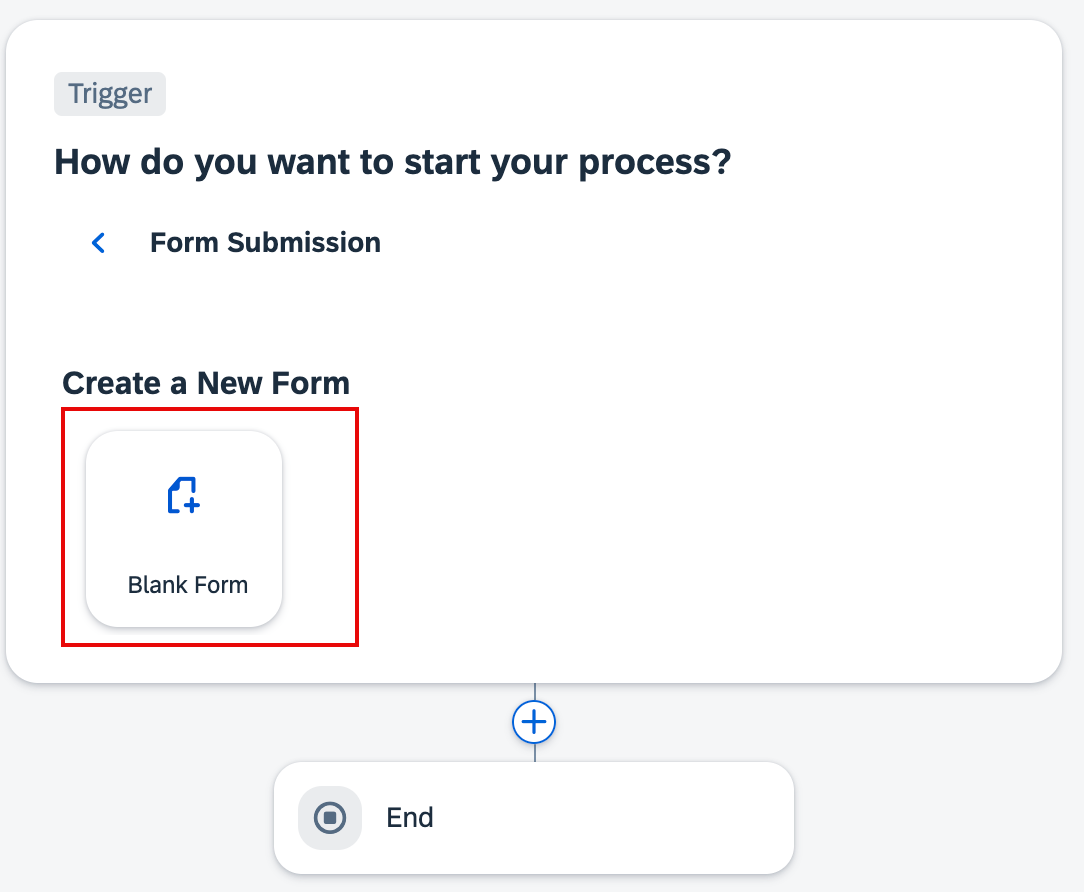 Trigger
How do you want to start your process?
Form Submission
Create a New Form
Blank Form
End